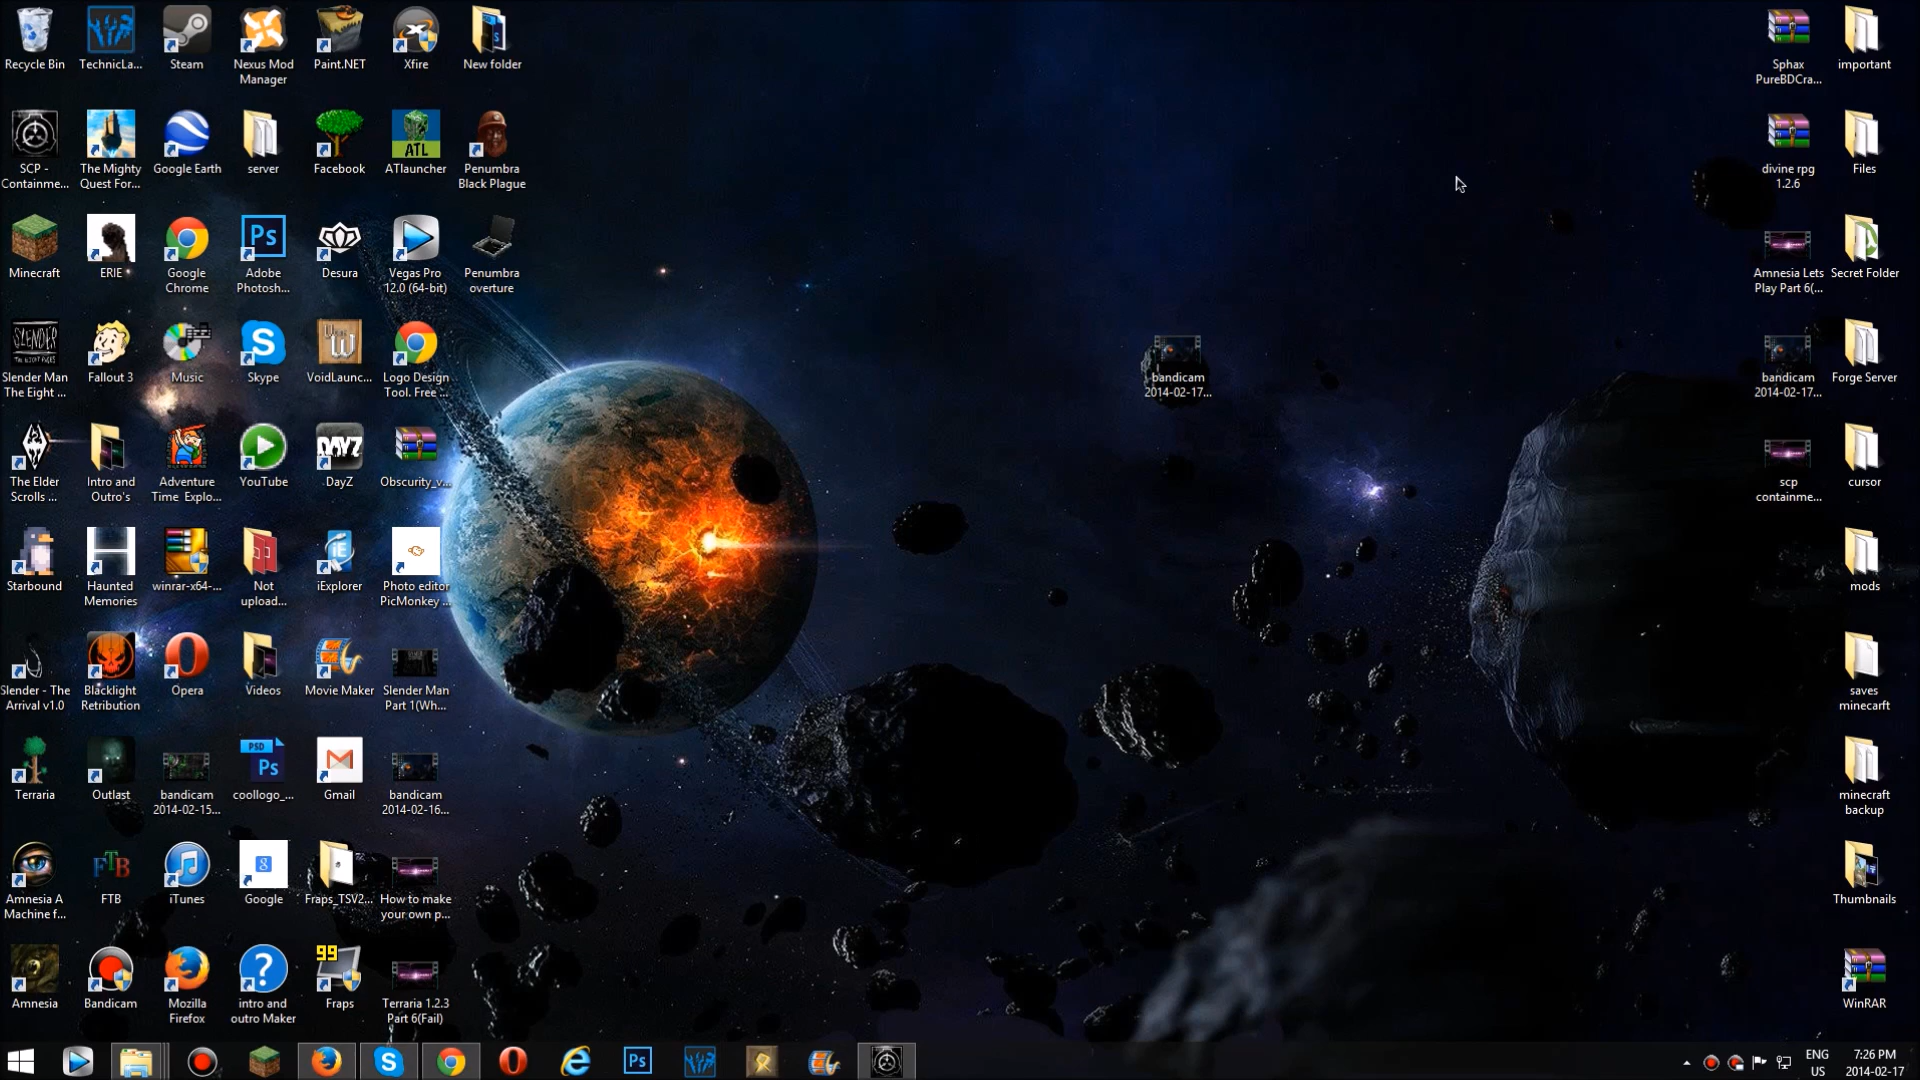 Recycle Bin
TechnicLa...
Steam
Nexus Mod
Manager
Paint.NET
Xfire
New folder
Sphax
PureBDCra...
important
SCP -
Containme...
The Mighty
Quest For...
Google Earth
server
Facebook
ATL
ATlauncher
Penumbra
Black Plague
divine rpg
1.2.6
Files
Minecraft
ERIE
Google
Chrome
Ps
Adobe
Photosh...
Desura
Vegas Pro
12.0 (64-bit)
Penumbra
overture
Amnesia Lets
Play Part 6(...
Secret Folder
SLENDER
Slender Man
The Eight ...
Fallout 3
Music
Skype
VoidLaunc...
Logo Design
Tool. Free ...
bandicam
2014-02-17...
bandicam
2014-02-17...
Forge Server
The Elder
Scrolls ...
Intro and
Outro's
Adventure
Time Explo...
YouTube
DAYZ
DayZ
Obscurity_v...
scp
containme...
cursor
Starbound
Haunted
Memories
winrar-x64-...
Not
upload...
iE
iExplorer
Photo editor
PicMonkey ...
mods
Slender - The
Arrival v1.0
Blacklight
Retribution
Opera
Videos
Movie Maker
Slender Man
Part 1(Wh...
saves
minecarft
Terraria
Outlast
bandicam
2014-02-15...
PSD
Ps
coollogo_...
Gmail
bandicam
2014-02-16...
minecraft
backup
Amnesia A
Machine f...
FTB
FTB
iTunes
g
Google
Fraps_TSV2...
How to make
your own p...
Thumbnails
Amnesia
Bandicam
Mozilla
Firefox
?
intro and
outro Maker
99
Fraps
Terraria 1.2.3
Part 6(Fail)
WinRAR
Ps
ENG
US
7:26 PM
2014-02-17